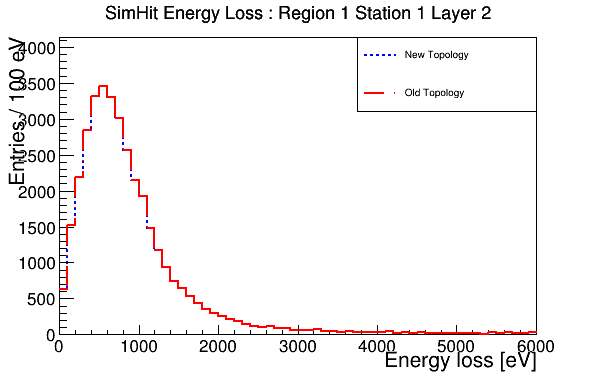 SimHit Energy Loss : Region 1 Station 1 Layer 2
Entries / 100 eV
4000
3500
3000
2500
2000
1500
1000
500
0
New Topology
Old Topology
0 1000 2000 3000 4000 5000 6000
Energy loss [eV]